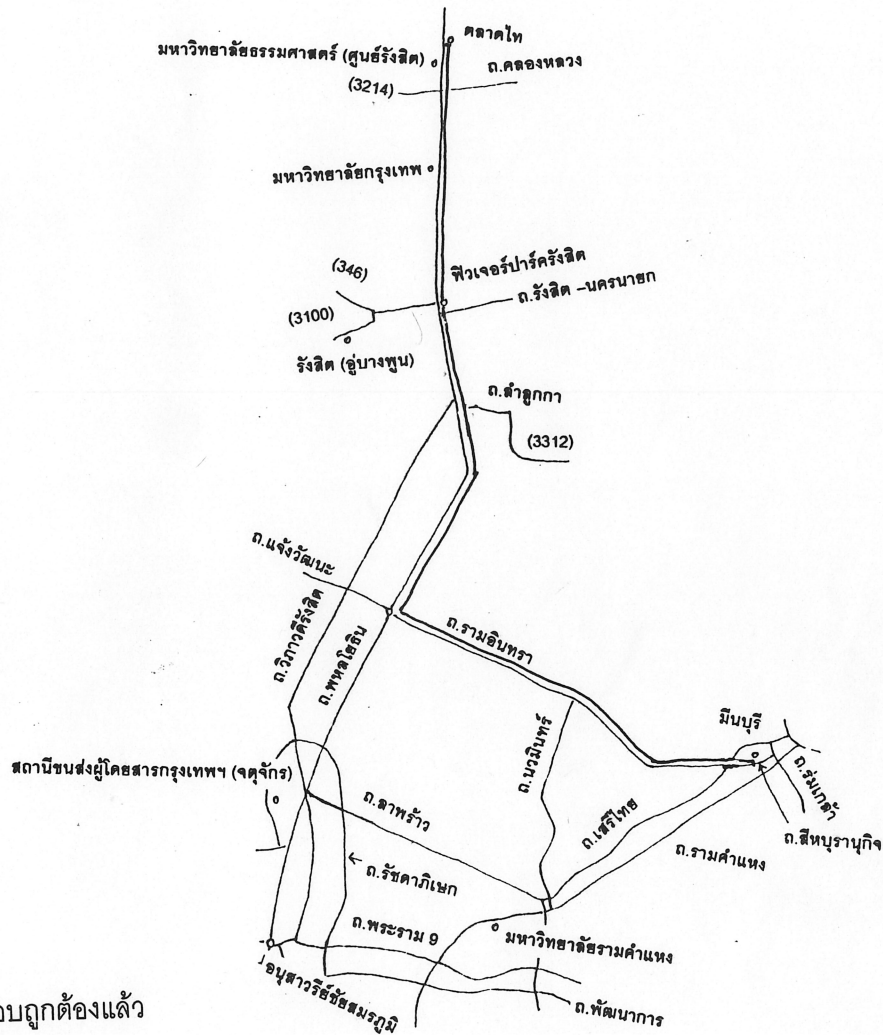 ตลาดไท
มหาวิทยาลัยธรรมศาสตร์ (ศูนย์รังสิต)
ถ.คลองหลวง
(3214)
มหาวิทยาลัยกรุงเทพ
(346)
ฟิวเจอร์ปาร์ครังสิต
ถ.รังสิต –นครนายก
(3100)
รังสิต (อู่บางพูน)
ถ.ลำลูกกา
(3312)
ถ.แจ้งวัฒนะ
ถ.วิภาวดีรังสิต
ถ.พหลโยธิน
ถ.รามอินทรา
มีนบุรี
ถ.นวมินทร์
ถ.ร่มเกล้า
สถานีขนส่งผู้โดยสารกรุงเทพฯ (จตุจักร)
ถ.ลาพร้าว
ถ.เสรีไทย
ถ.สีหบุรานุกิจ
ถ.รามคำแหง
ถ.รัชดาภิเษก
ถ.พระราม 9
มหาวิทยาลัยรามคำแหง
อนุสาวรีย์ชัยสมรภูมิ
ถ.พัฒนาการ
อบถูกต้องแล้ว